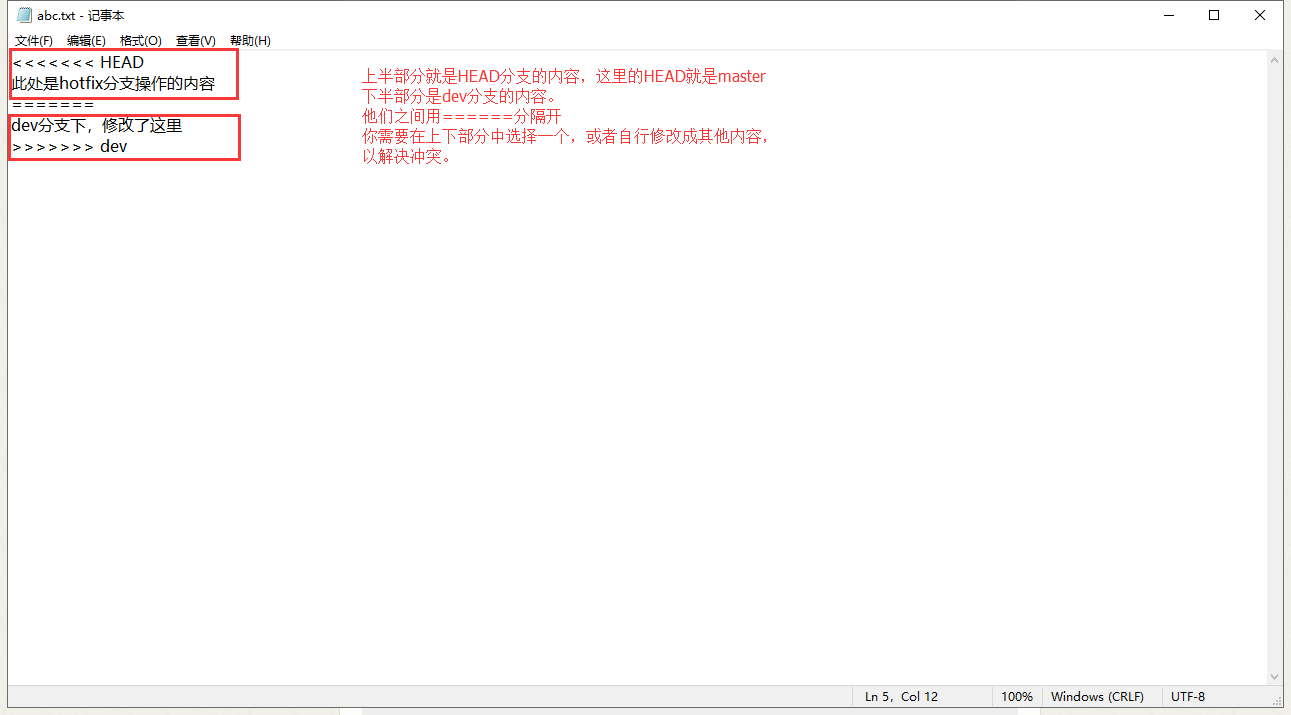 abc.txt - 记事本
文件(F) 编辑(E) 格式(O) 查看(V) 帮助(H)
<<<<<<< HEAD
此处是hotfix分支操作的内容
=======
dev分支下，修改了这里
>>>>>>> dev
上半部分就是HEAD分支的内容，这里的HEAD就是master
下半部分是dev分支的内容。
他们之间用======分隔开
你需要在上下部分中选择一个，或者自行修改成其他内容，
以解决冲突。
Ln 5, Col 12 100% Windows (CRLF) UTF-8